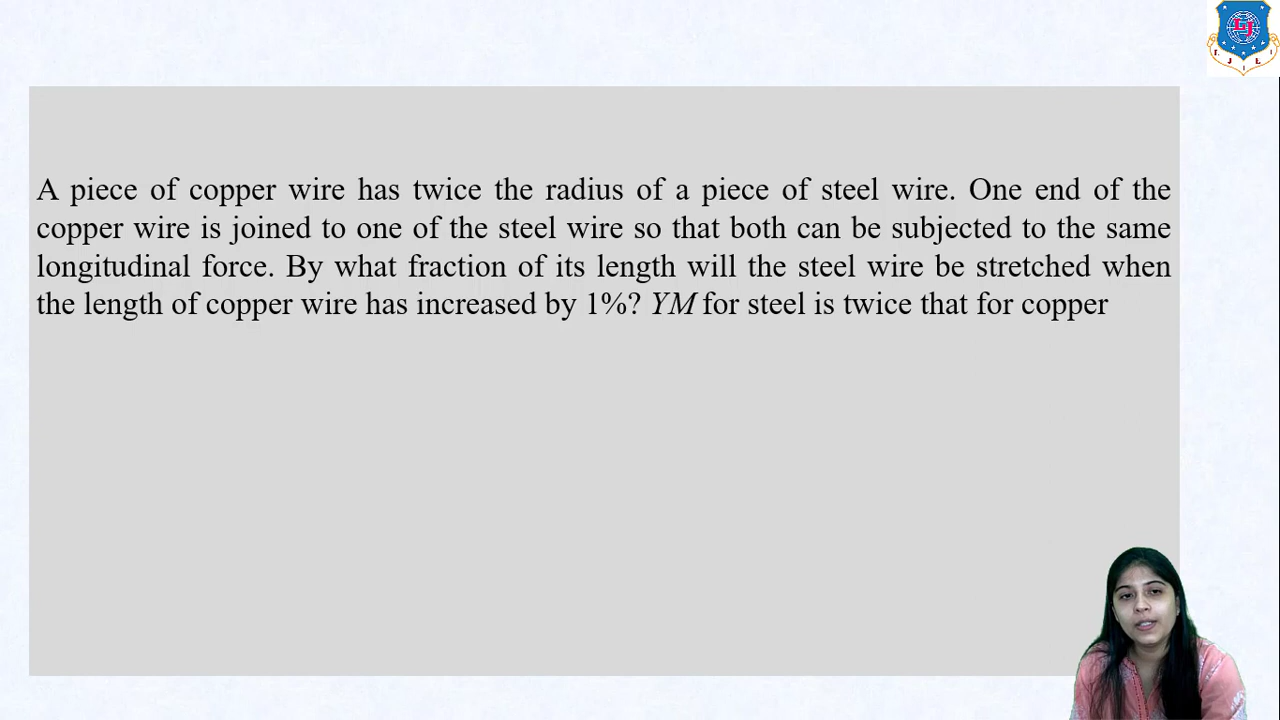 A piece of copper wire has twice the radius of a piece of steel wire. One end of the
copper wire is joined to one of the steel wire so that both can be subjected to the same
longitudinal force. By what fraction of its length will the steel wire be stretched when
the length of copper wire has increased by 1%? YM for steel is twice that for copper